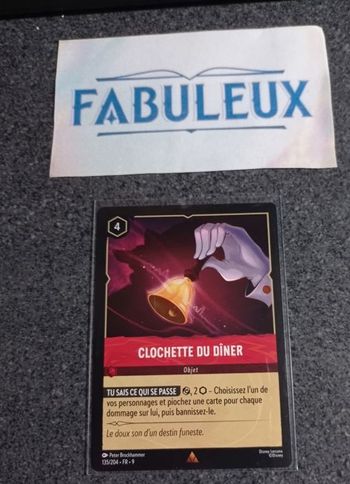 FABULEUX
4
CLOCHETTE DU DÎNER
Objet
TU SAIS CE QUI SE PASSE , 2 – Choisissez l'un de
vos personnages et piochez une carte pour chaque
dommage sur lui, puis bannissez-le.
Le doux son d'un destin funeste.
Peter Brockhammer
135/204 • FR • 9
Disney Lorcana
©Disney